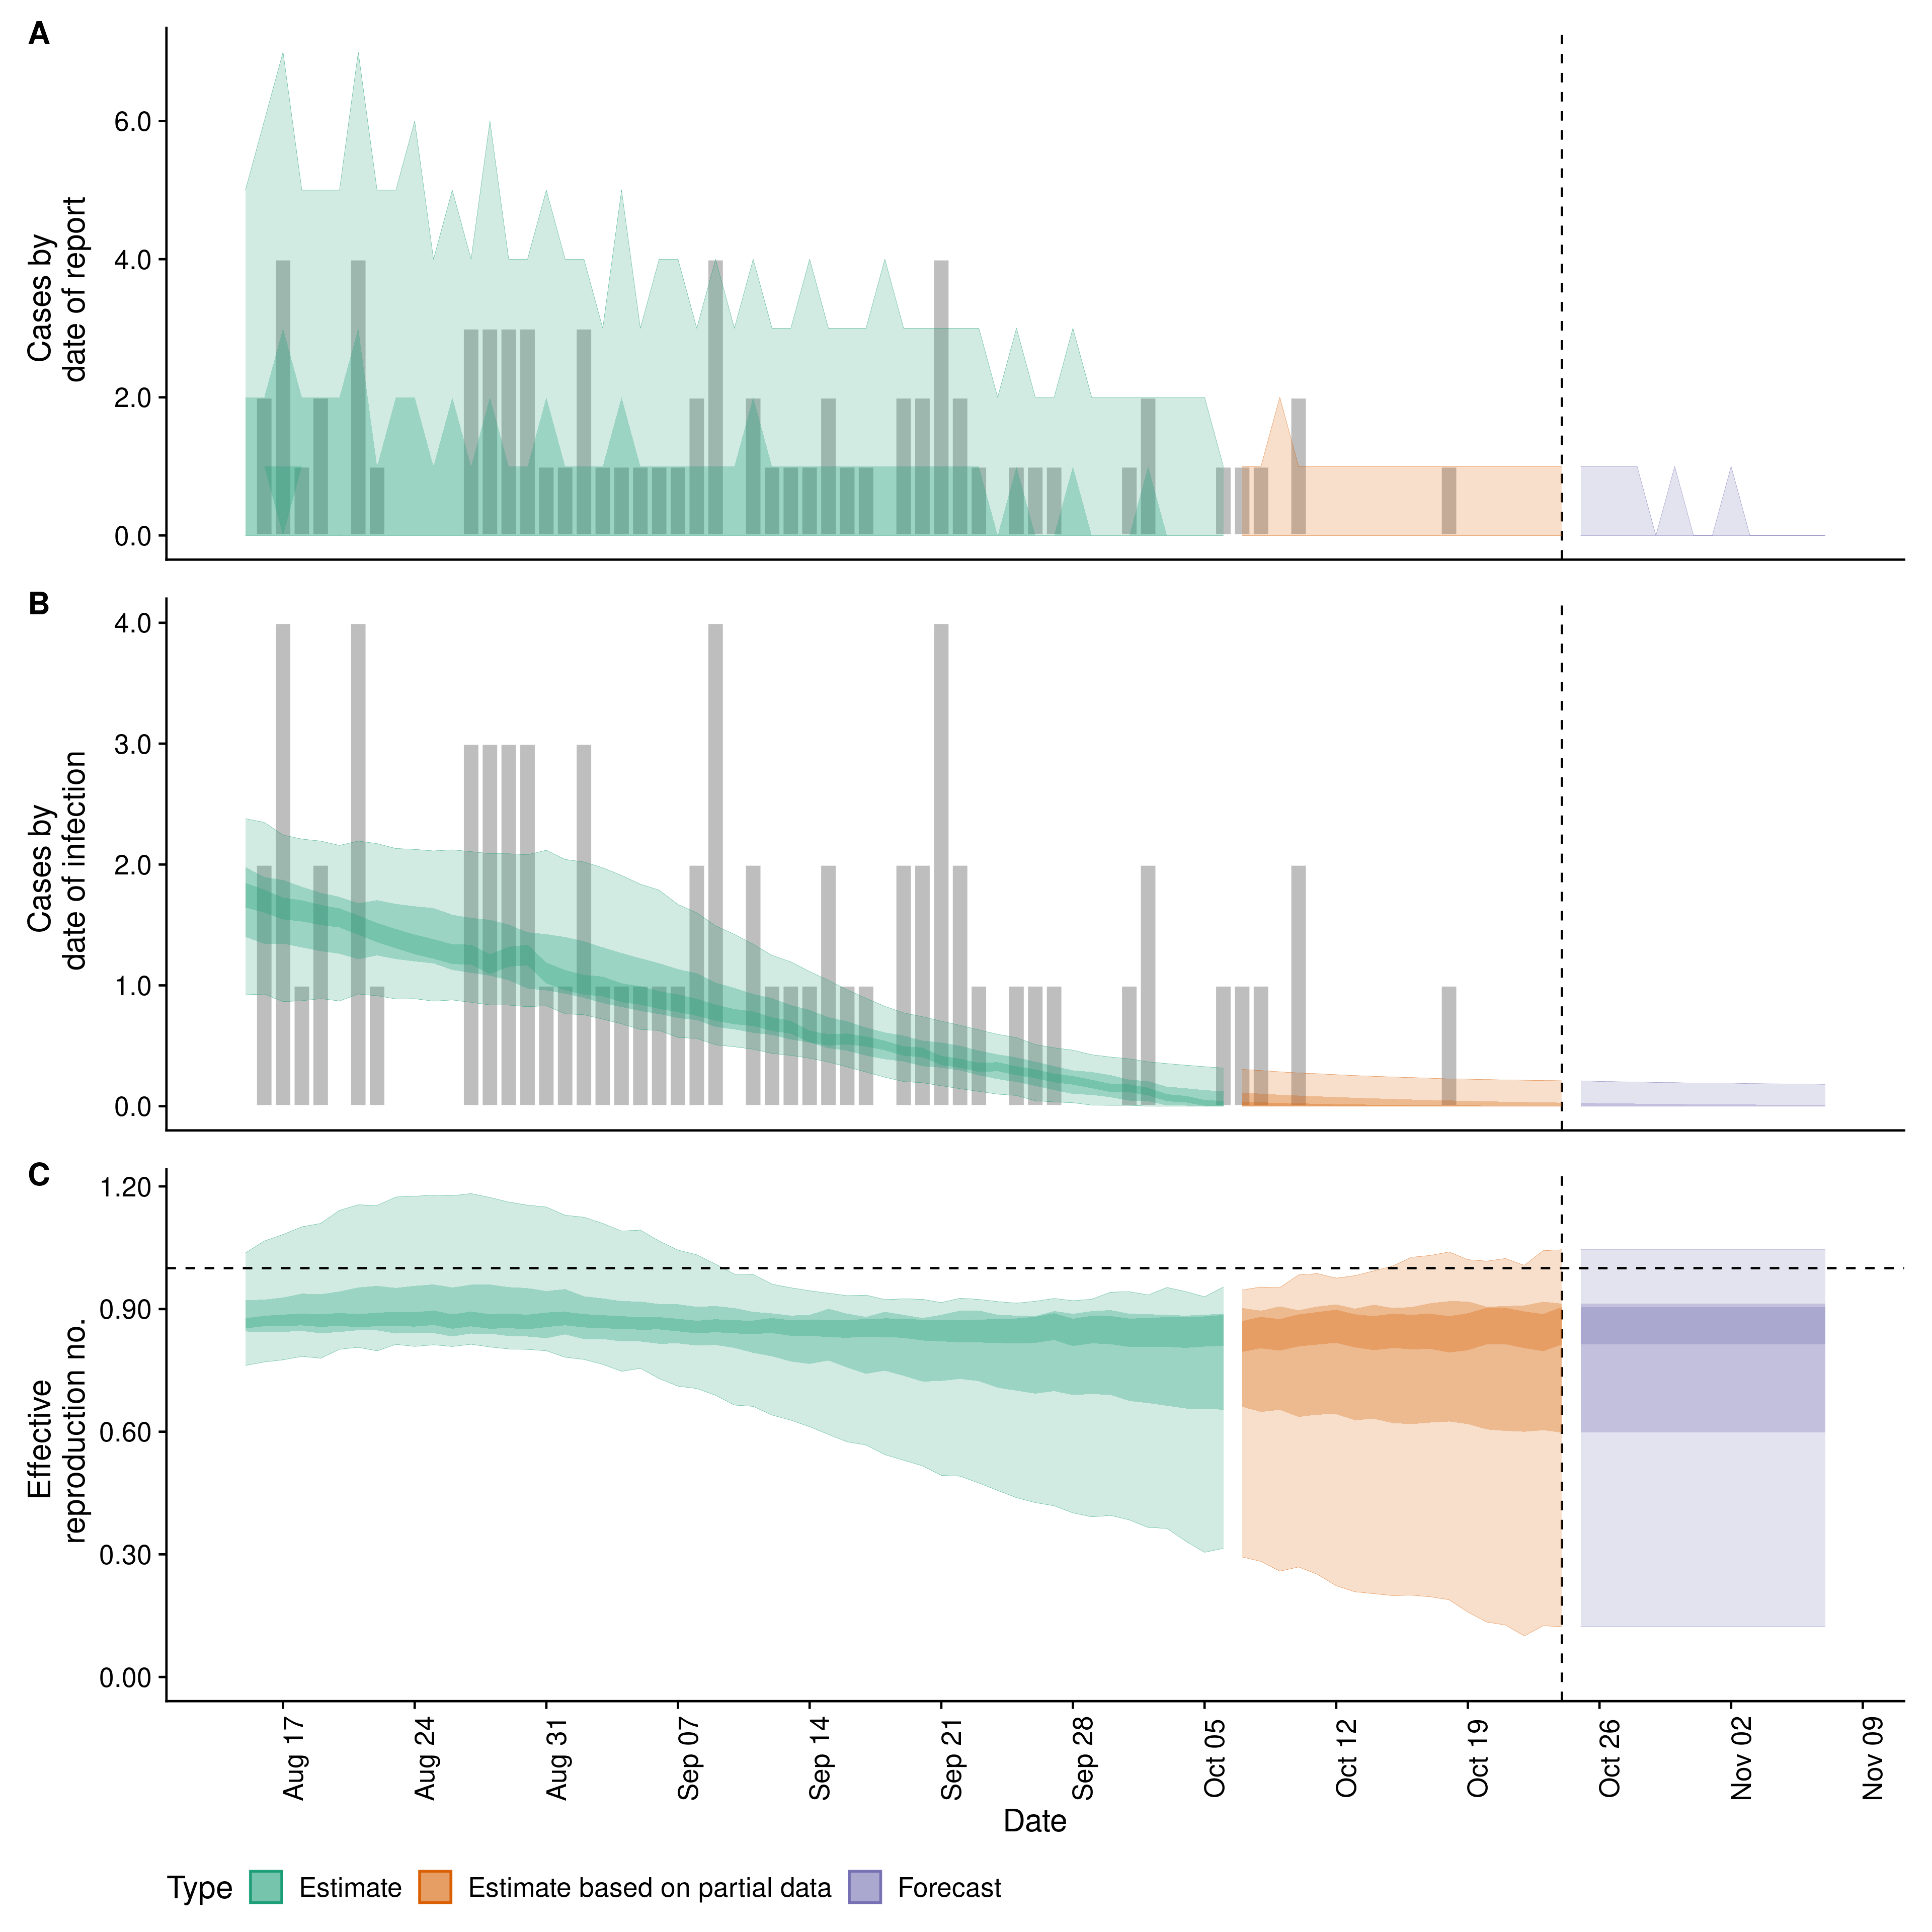 A
Cases by
date of report
6.0
4.0
2.0
0.0
B
Cases by
date of infection
4.0
3.0
2.0
1.0
0.0
C
Effective
reproduction no.
1.20
0.90
0.60
0.30
0.00
Aug 17
Aug 24
Aug 31
Sep 07
Sep 14
Sep 21
Sep 28
Oct 05
Oct 12
Oct 19
Oct 26
Nov 02
Nov 09
Date
Type Estimate Estimate based on partial data Forecast